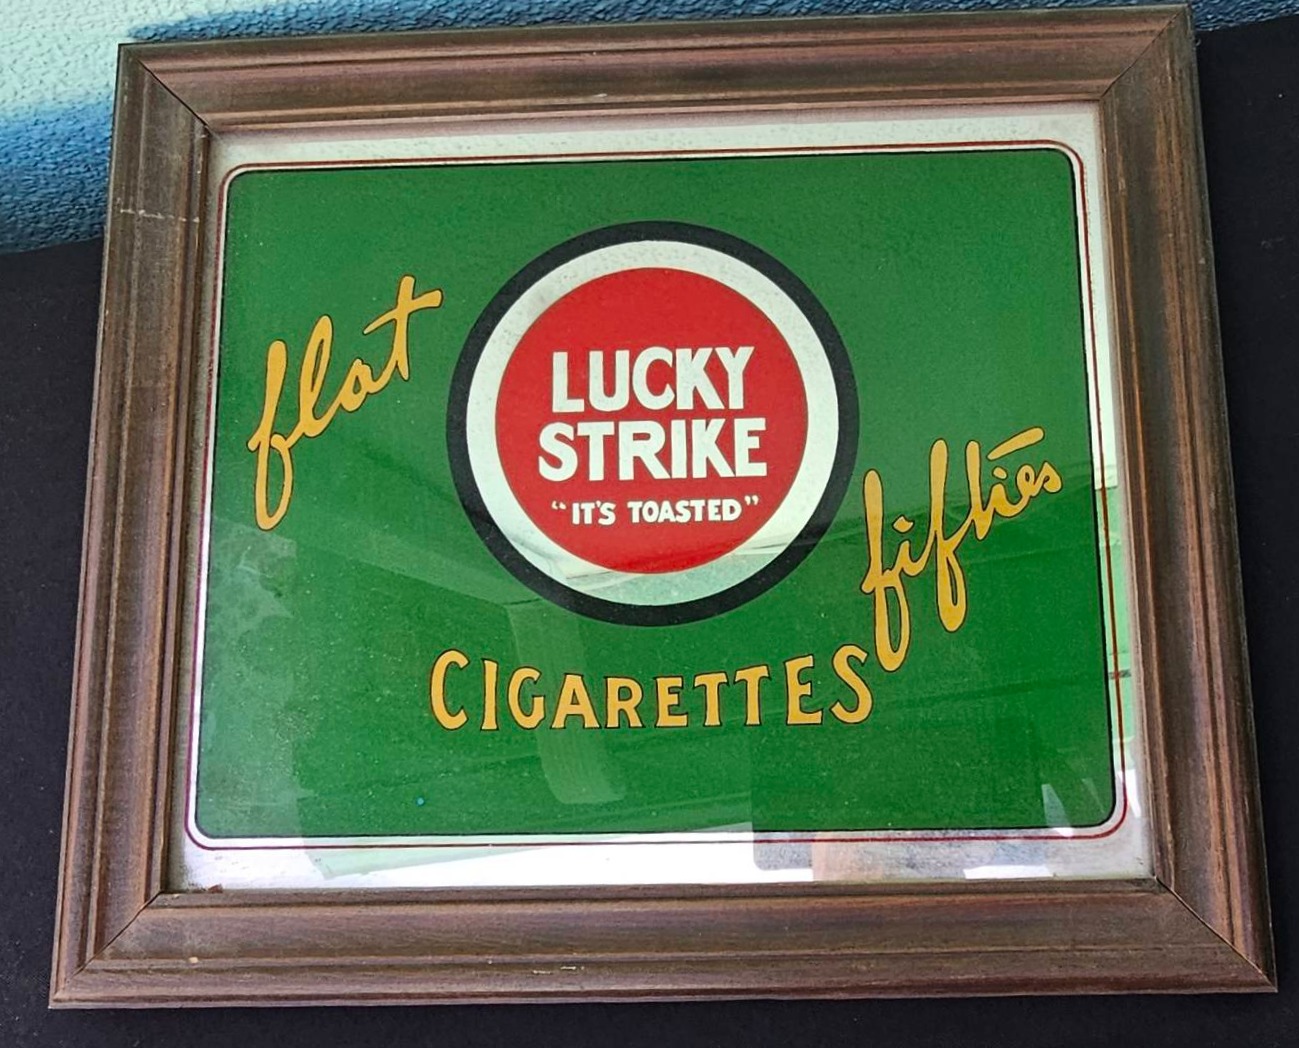 flat
LUCKY
STRIKE
“IT'S TOASTED”
fifties
CIGARETTES